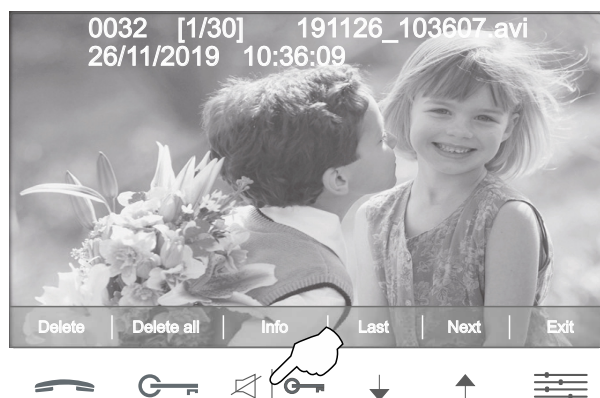 0032 [1/30] 191126_103607.avi
26/11/2019 10:36:09
Delete | Delete all | Info | Last | Next | Exit